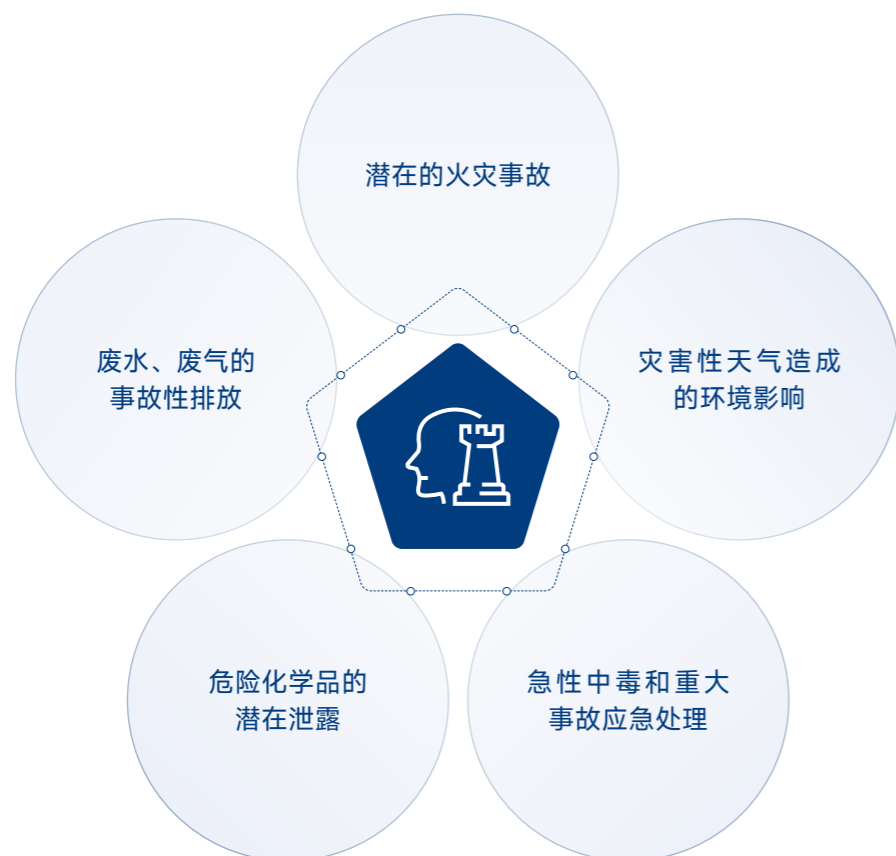 潜在的火灾事故
废水、废气的
事故性排放
灾害性天气造成
的环境影响
危险化学品的
潜在泄露
急性中毒和重大
事故应急处理